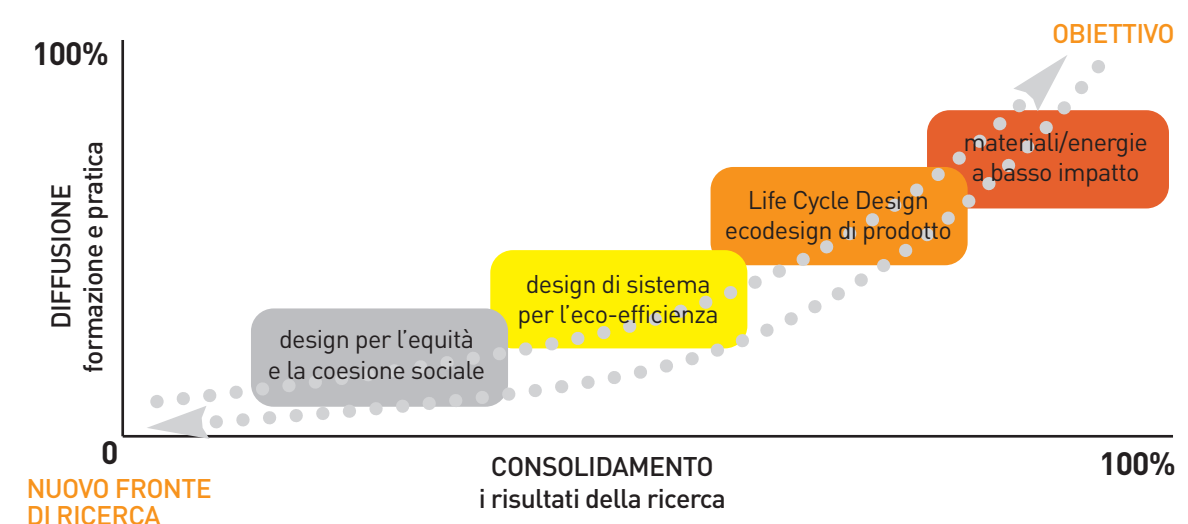 100%
OBIETTIVO
DIFFUSIONE
formazione e pratica
materiali/energie
a basso impatto
Life Cycle Design
ecodesign di prodotto
design di sistema
per l'eco-efficienza
design per l'equità
e la coesione sociale
0
CONSOLIDAMENTO
i risultati della ricerca
100%
NUOVO FRONTE
DI RICERCA